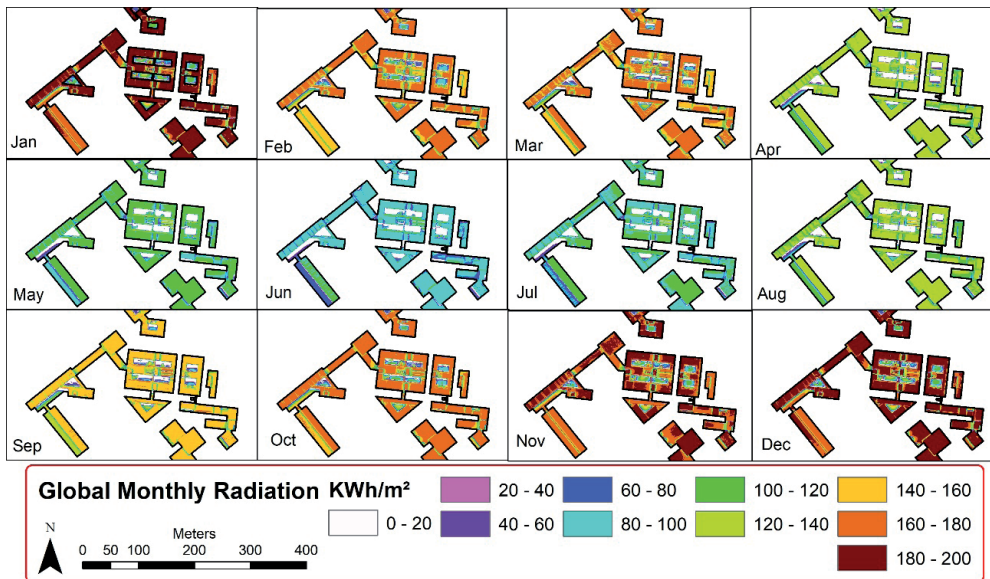 Jan
Feb
Mar
Apr
May
Jun
Jul
Aug
Sep
Oct
Nov
Dec
Global Monthly Radiation KWh/m²
0 - 20
20 - 40
40 - 60
60 - 80
80 - 100
100 - 120
120 - 140
140 - 160
160 - 180
180 - 200
N
Meters
0 50 100 200 300 400